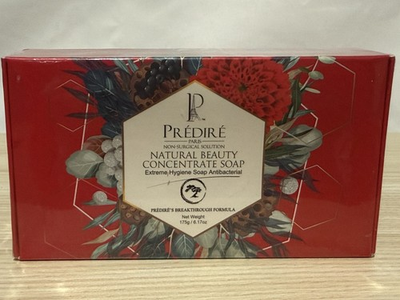 PA
PRÉDIRÉ
PARIS
NON-SURGICAL SOLUTION
NATURAL BEAUTY
CONCENTRATE SOAP
Extreme Hygiene Soap Antibacterial
PRÉDIRÉ'S BREAKTHROUGH FORMULA
Net Weight
175g / 6.17oz